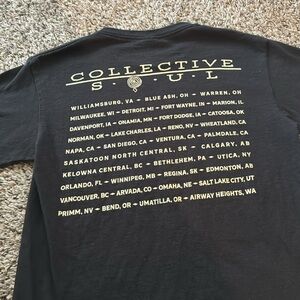 COLLECTIVE
SOUL
WILLIAMSBURG, VA – BLUE ASH, OH – WARREN, OH
MILWAUKEE, WI – DETROIT, MI – FORT WAYNE, IN – MARION, IL
DAVENPORT, IA – ONAMIA, MN – FORT DODGE, IA – CATOOSA, OK
NORMAN, OK – LAKE CHARLES, LA – RENO, NV – WHEATLAND, CA
NAPA, CA – SAN DIEGO, CA – VENTURA, CA – PALMDALE, CA
SASKATOON NORTH CENTRAL, SK – CALGARY, AB
KELOWNA CENTRAL, BC – BETHLEHEM, PA – UTICA, NY
ORLANDO, FL – WINNIPEG, MB – REGINA, SK – EDMONTON, AB
VANCOUVER, BC – ARVADA, CO – OMAHA, NE – SALT LAKE CITY, UT
PRIMM, NV – BEND, OR – UMATILLA, OR – AIRWAY HEIGHTS, WA